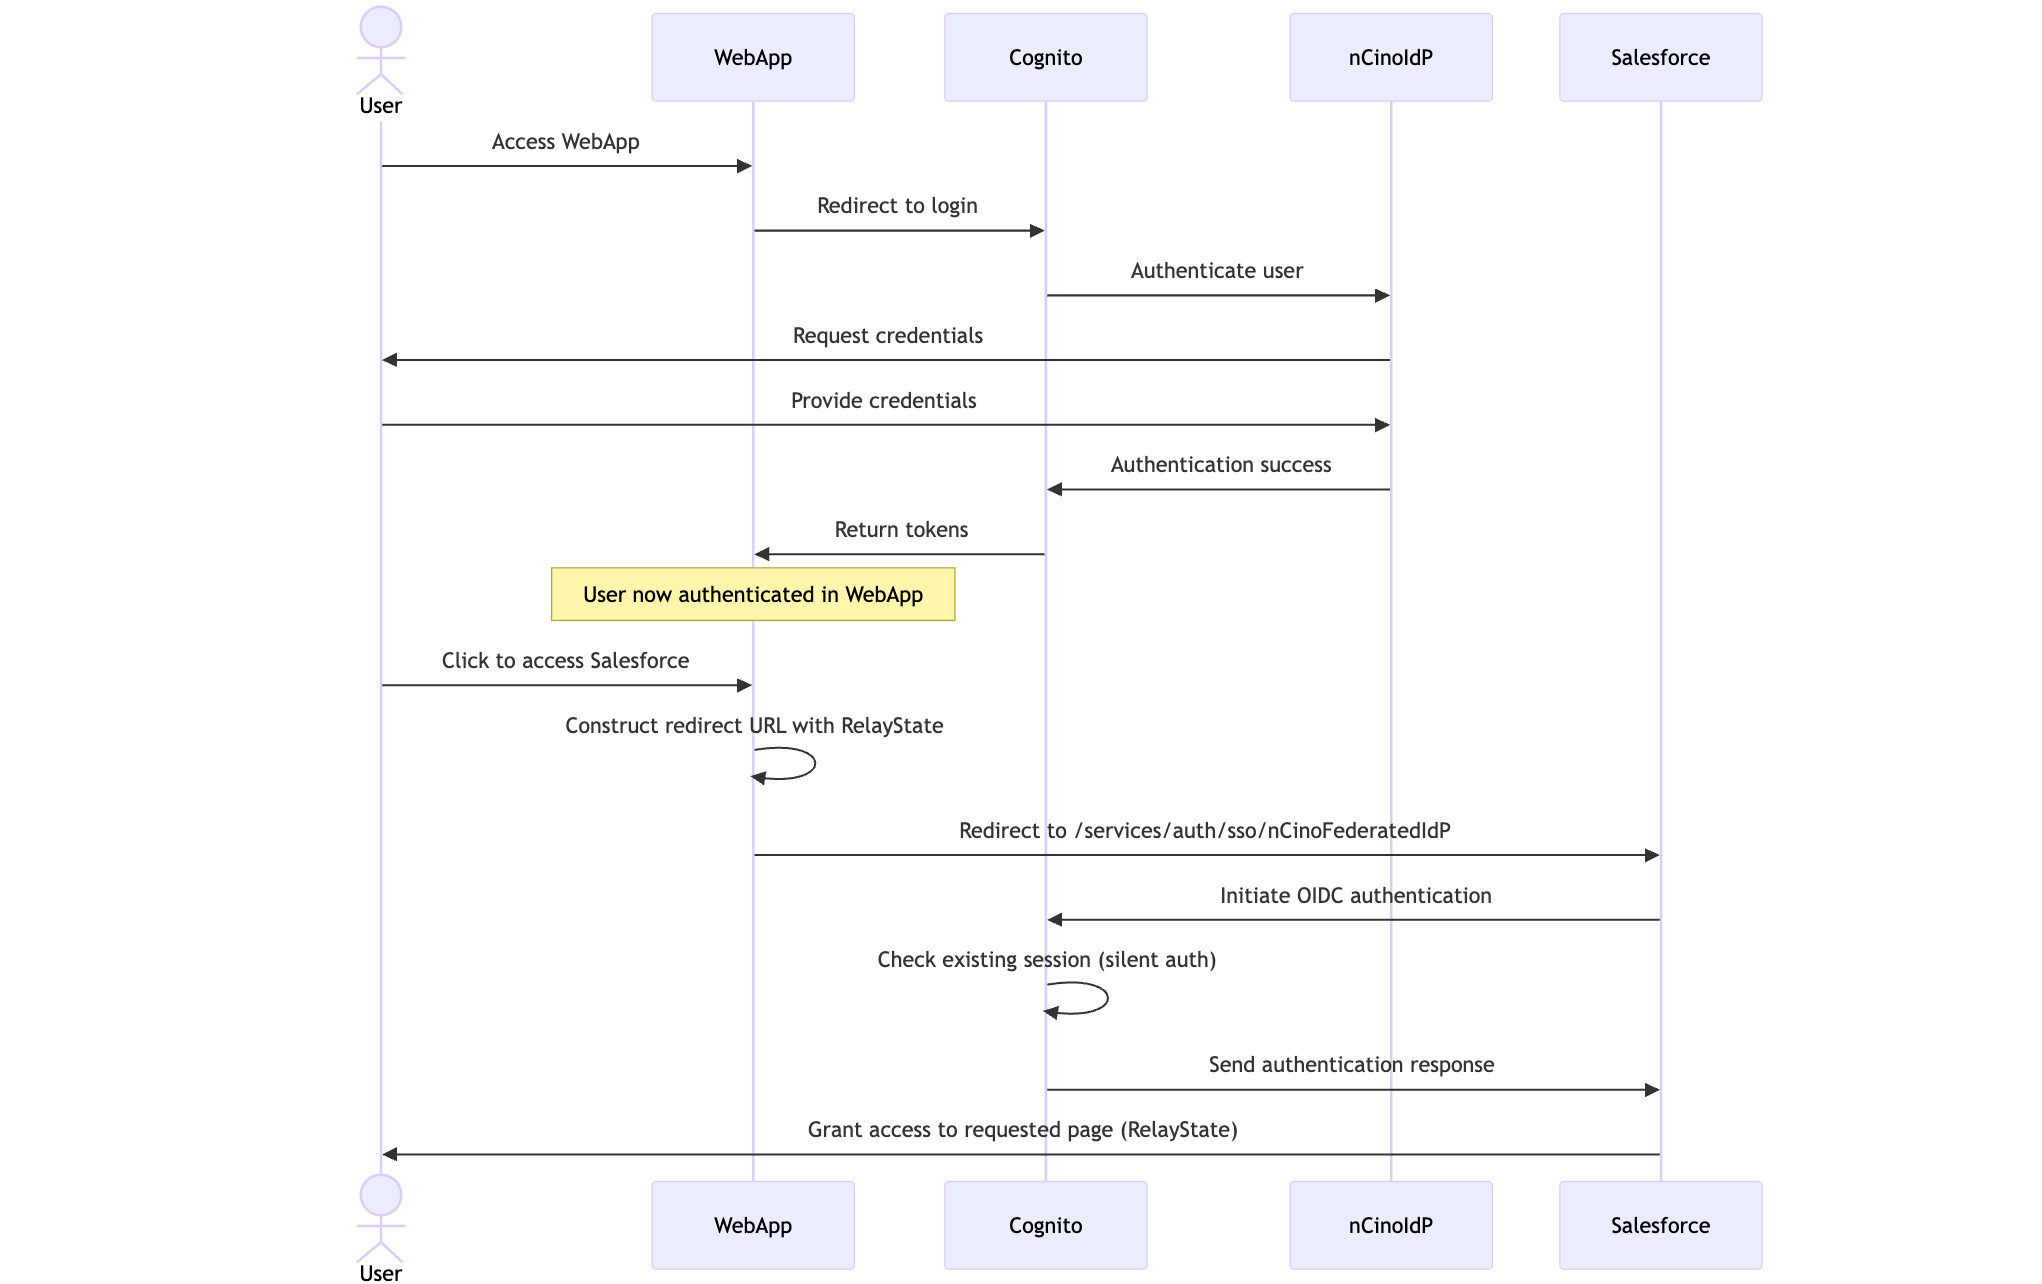 User
WebApp
Cognito
nCinoIdP
Salesforce
Access WebApp
Redirect to login
Authenticate user
Request credentials
Provide credentials
Authentication success
Return tokens
User now authenticated in WebApp
Click to access Salesforce
Construct redirect URL with RelayState
Redirect to /services/auth/sso/nCinoFederatedIdP
Initiate OIDC authentication
Check existing session (silent auth)
Send authentication response
Grant access to requested page (RelayState)
User
WebApp
Cognito
nCinoIdP
Salesforce